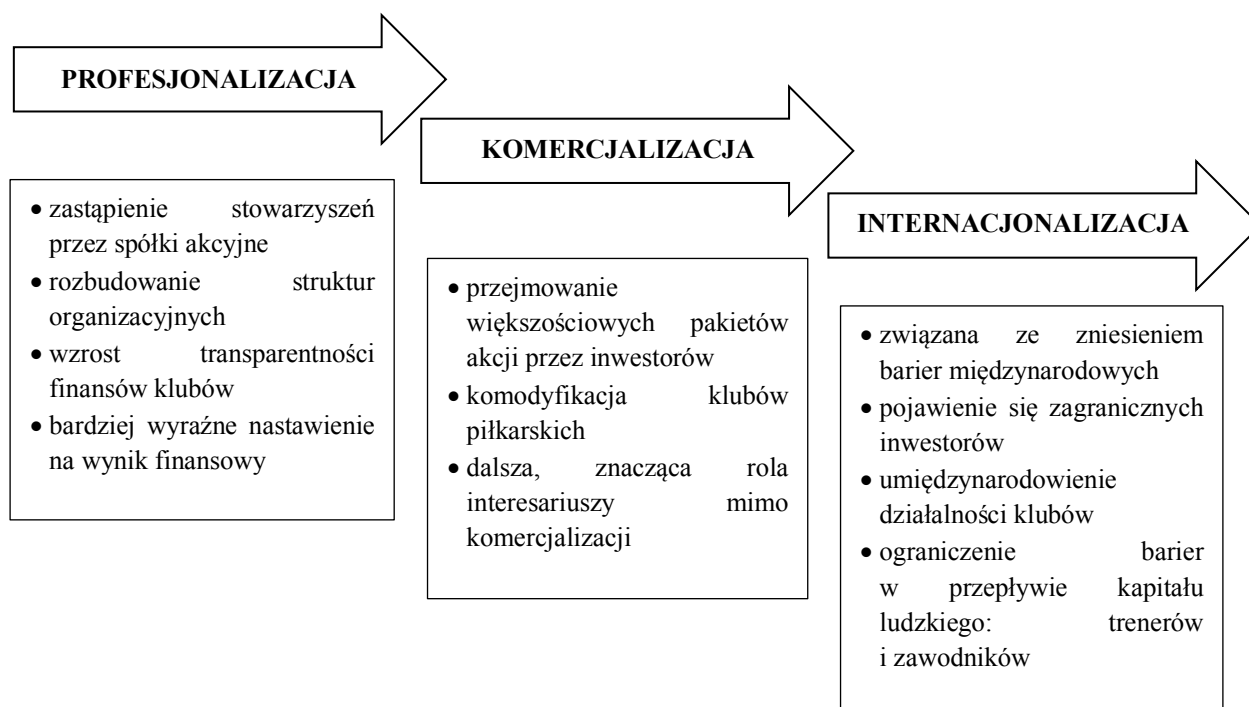 PROFESJONALIZACJA
• zastąpienie stowarzyszeń
przez spółki akcyjne
• rozbudowanie struktur
organizacyjnych
• wzrost transparentności
finansów klubów
• bardziej wyraźne nastawienie
na wynik finansowy
KOMERCJALIZACJA
• przejmowanie
większościowych pakietów
akcji przez inwestorów
• komodyfikacja klubów
piłkarskich
• dalsza, znacząca rola
interesariuszy mimo
komercjalizacji
INTERNACJONALIZACJA
• związana ze zniesieniem
barier międzynarodowych
• pojawienie się zagranicznych
inwestorów
• umiędzynarodowienie
działalności klubów
• ograniczenie barier
w przepływie kapitału
ludzkiego: trenerów
i zawodników